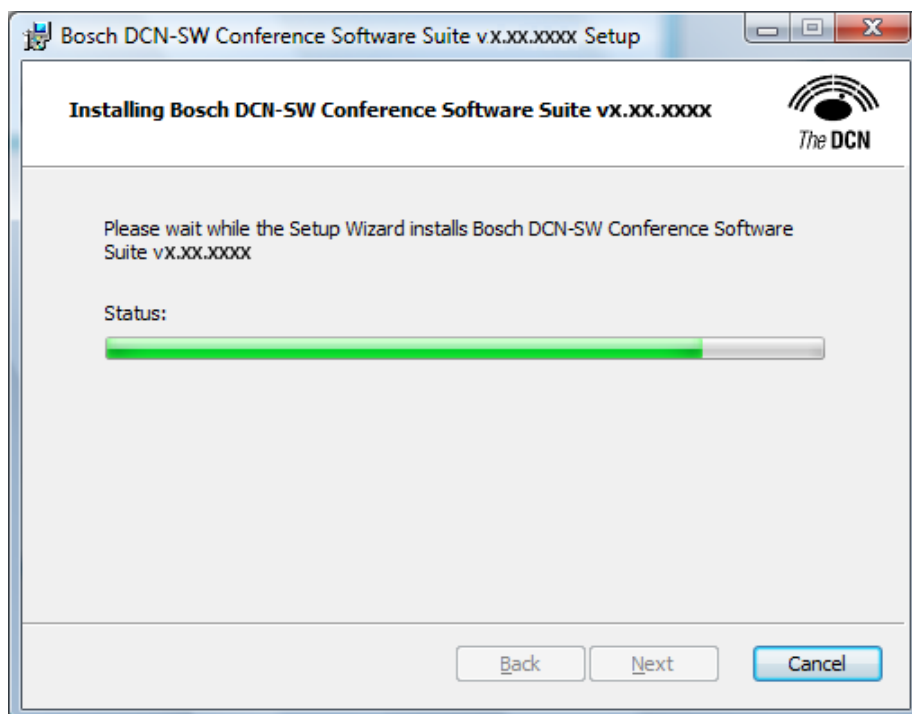 Bosch DCN-SW Conference Software Suite v.x.xx.xxxx Setup
Installing Bosch DCN-SW Conference Software Suite vX.XX.XXXX
The DCN
Please wait while the Setup Wizard installs Bosch DCN-SW Conference Software
Suite vX.XX.XXXX
Status:
Back Next Cancel